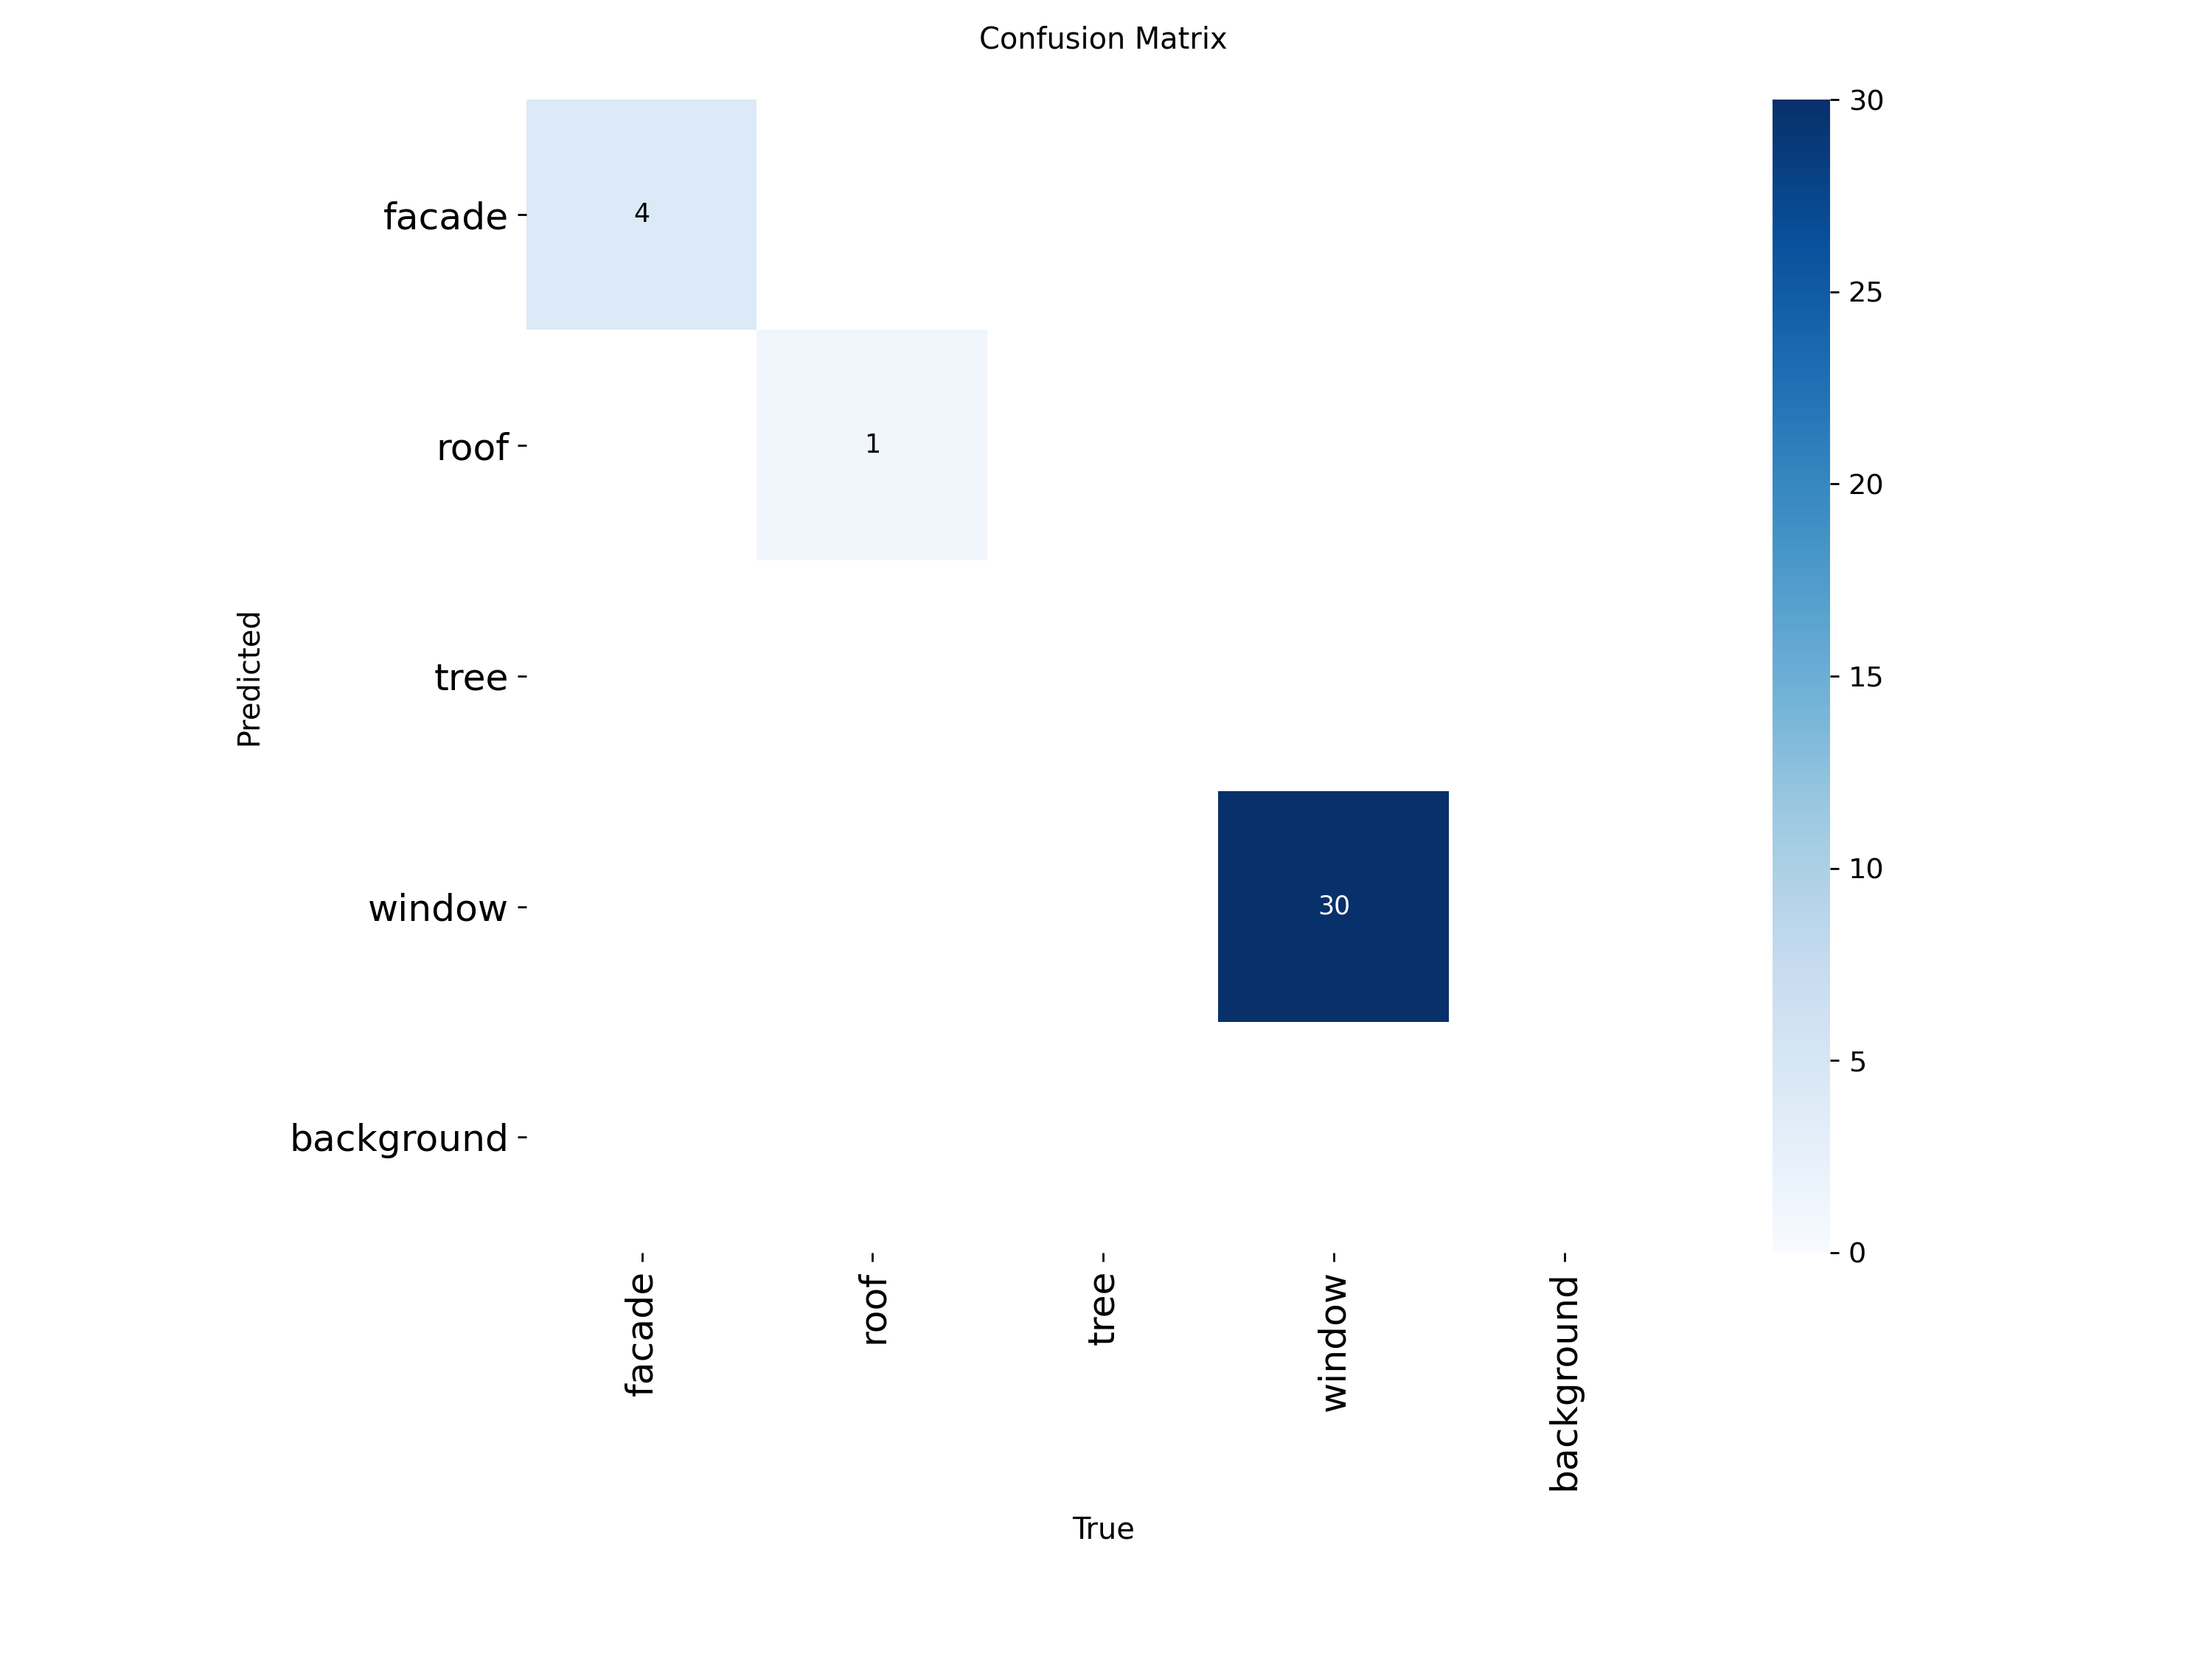 Confusion Matrix
Predicted
facade
roof
tree
window
background
4
1
30
facade
roof
tree
window
background
True
30
25
20
15
10
5
0